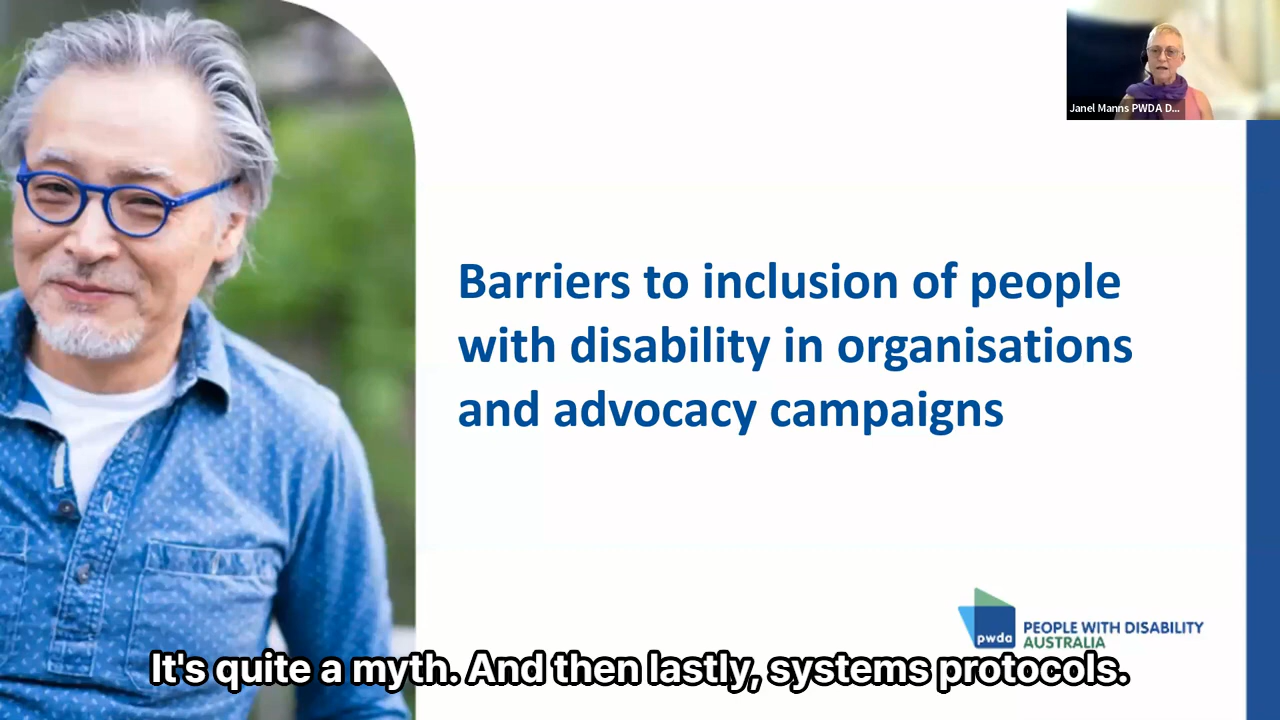 Janel Manns PWDA D...
Barriers to inclusion of people
with disability in organisations
and advocacy campaigns
pwda
PEOPLE WITH DISABILITY
AUSTRALIA
It's quite a myth. And then lastly, systems protocols.